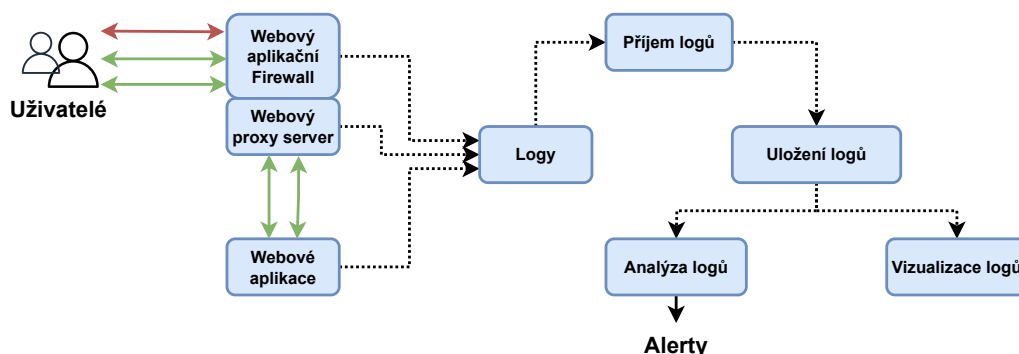 Webový
aplikační
Firewall
Uživatelé
Webový
proxy server
Webové
aplikace
Logy
Příjem logů
Uložení logů
Analýza logů
Vizualizace logů
Alerty